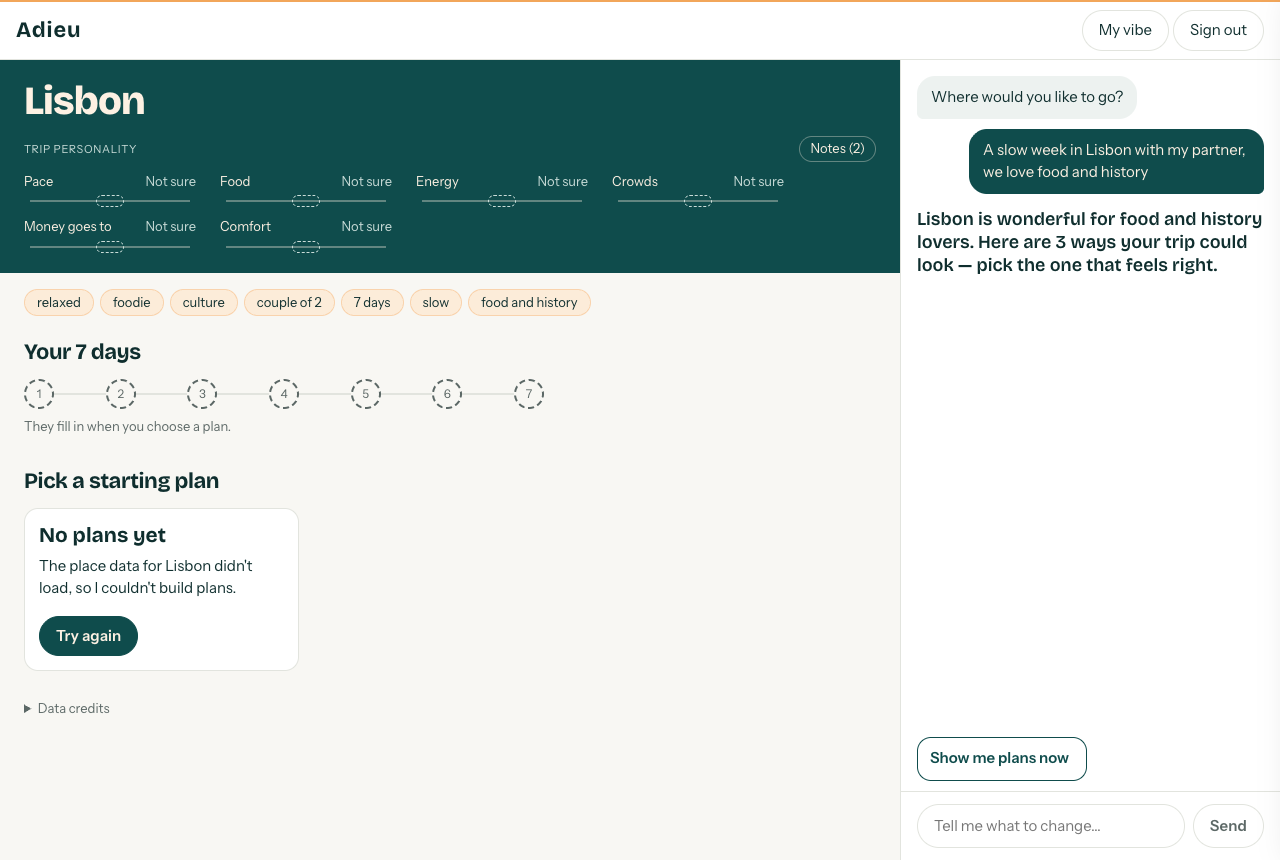 Adieu
My vibe
Sign out
Lisbon
TRIP PERSONALITY
Notes (2)
Pace Not sure
Food Not sure
Energy Not sure
Crowds Not sure
Money goes to Not sure
Comfort Not sure
relaxed
foodie
culture
couple of 2
7 days
slow
food and history
Your 7 days
1 2 3 4 5 6 7
They fill in when you choose a plan.
Pick a starting plan
No plans yet
The place data for Lisbon didn't
load, so I couldn't build plans.
Try again
Data credits
Where would you like to go?
A slow week in Lisbon with my partner,
we love food and history
Lisbon is wonderful for food and history
lovers. Here are 3 ways your trip could
look — pick the one that feels right.
Show me plans now
Tell me what to change...
Send